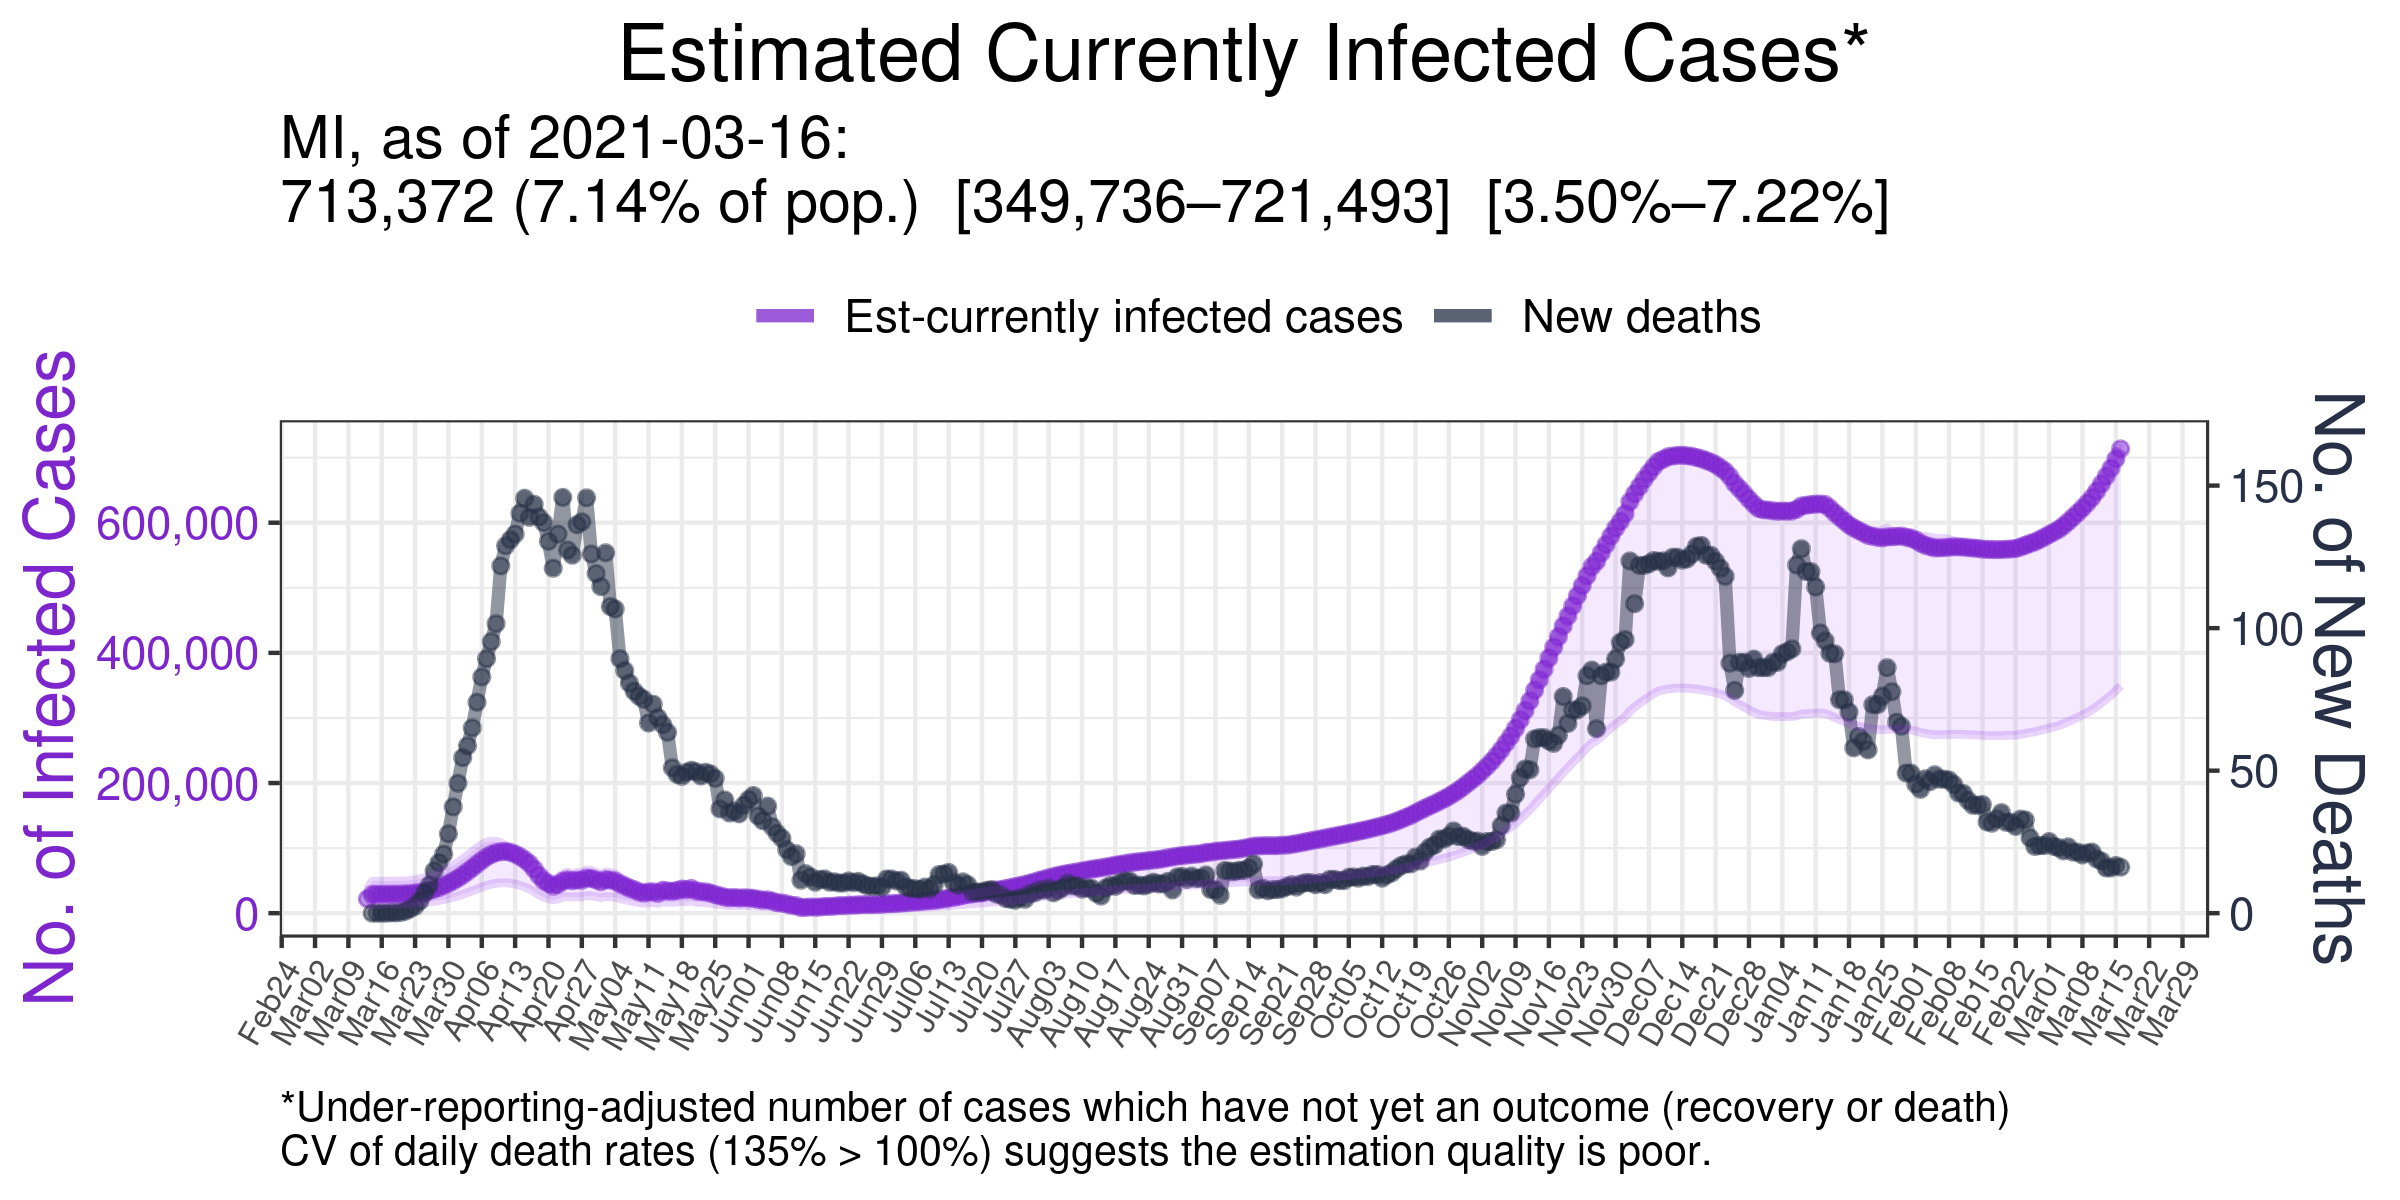 Estimated Currently Infected Cases*
MI, as of 2021-03-16:
713,372 (7.14% of pop.)  [349,736–721,493]  [3.50%–7.22%]
Est-currently infected cases
New deaths
No. of Infected Cases
600,000
400,000
200,000
0
150
100
50
0
No. of New Deaths
Feb24
Mar02
Mar09
Mar16
Mar23
Mar30
Apr06
Apr13
Apr20
Apr27
May04
May11
May18
May25
Jun01
Jun08
Jun15
Jun22
Jun29
Jul06
Jul13
Jul20
Jul27
Aug03
Aug10
Aug17
Aug24
Aug31
Sep07
Sep14
Sep21
Sep28
Oct05
Oct12
Oct19
Oct26
Nov02
Nov09
Nov16
Nov23
Nov30
Dec07
Dec14
Dec21
Dec28
Jan04
Jan11
Jan18
Jan25
Feb01
Feb08
Feb15
Feb22
Mar01
Mar08
Mar15
Mar22
Mar29
*Under-reporting-adjusted number of cases which have not yet an outcome (recovery or death)
CV of daily death rates (135% > 100%) suggests the estimation quality is poor.